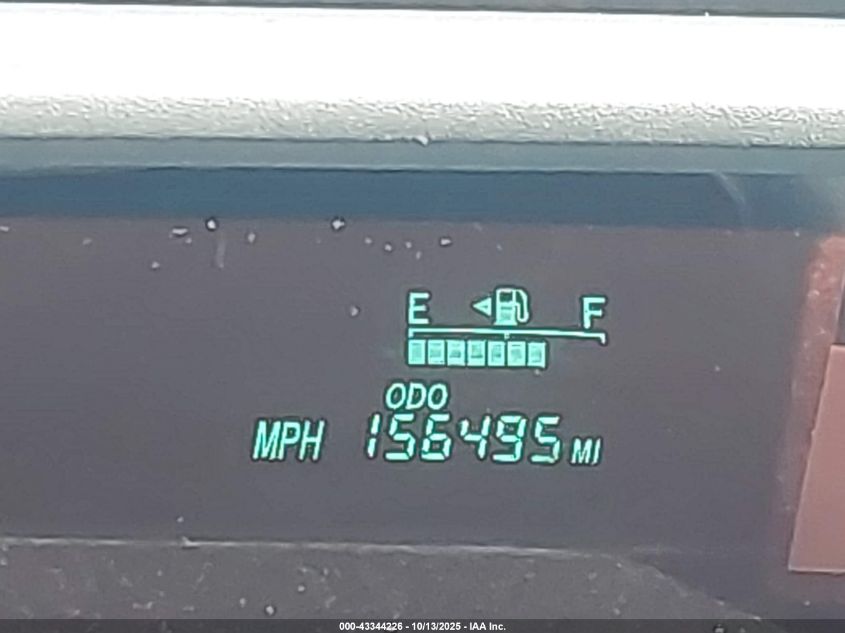 E F
ODO
MPH 156495 MI
000-43344226 - 10/13/2025 - IAA Inc.